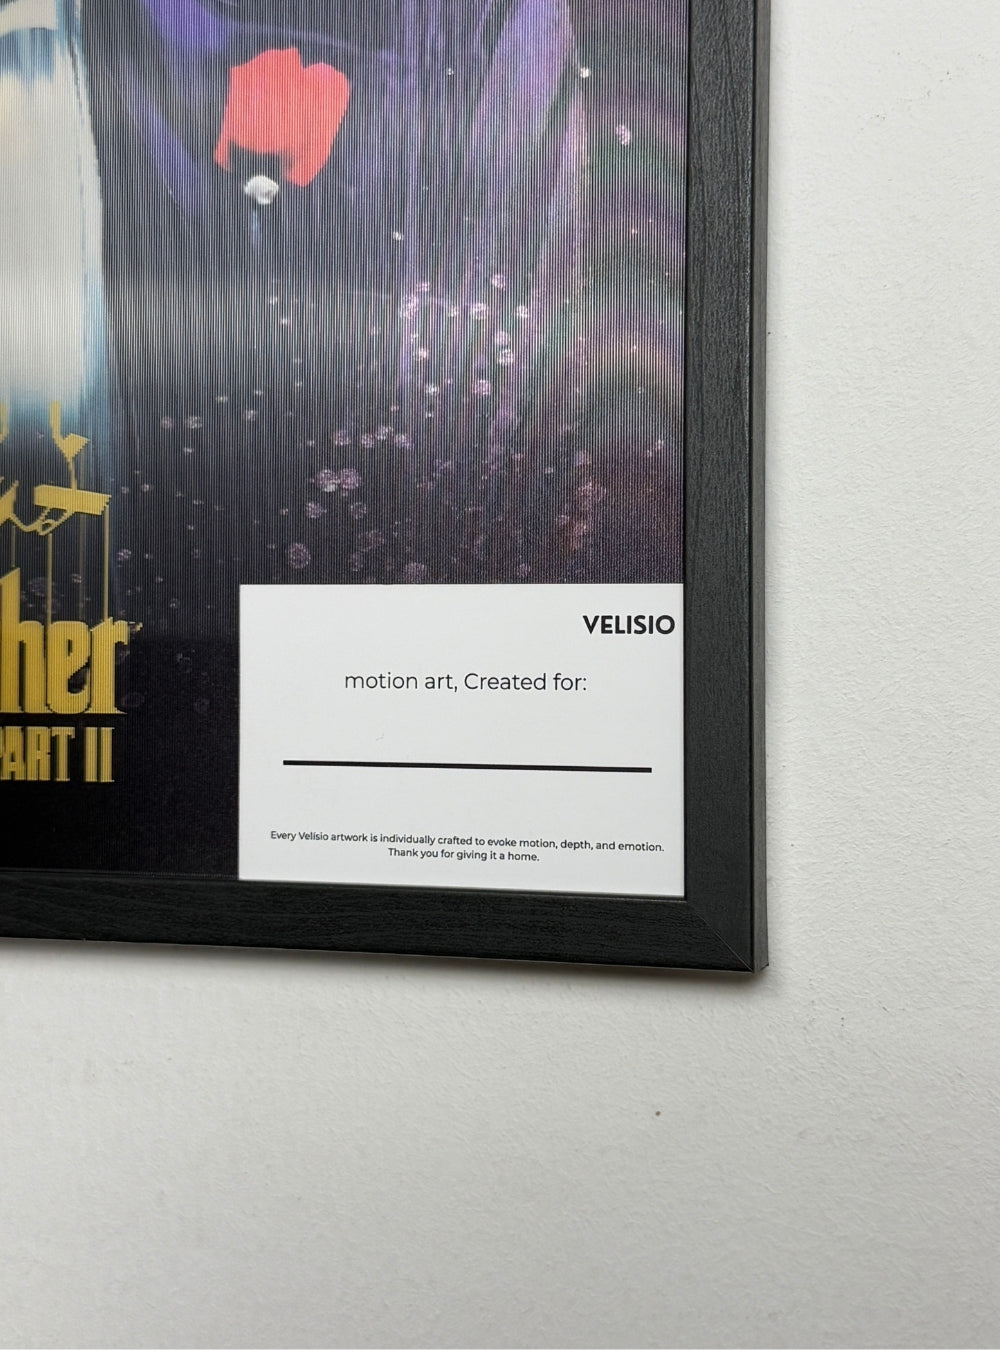 her
PART II
VELISIO
motion art, Created for:
Every Velisio artwork is individually crafted to evoke motion, depth, and emotion.
Thank you for giving it a home.